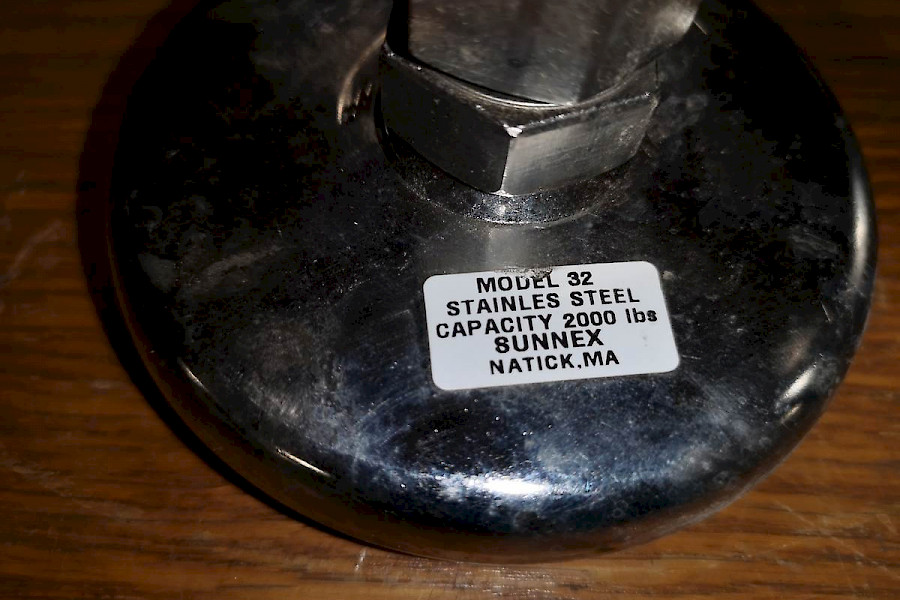 MODEL 32
STAINLES STEEL
CAPACITY 2000 lbs
SUNNEX
NATICK,MA